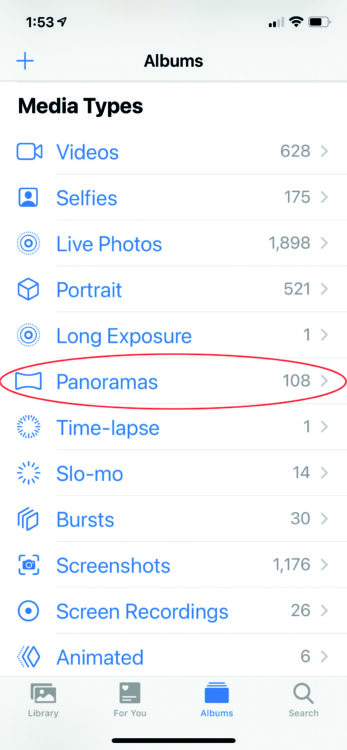 1:53
Albums
Media Types
Videos 628
Selfies 175
Live Photos 1,898
Portrait 521
Long Exposure 1
Panoramas 108
Time-lapse 1
Slo-mo 14
Bursts 30
Screenshots 1,176
Screen Recordings 26
Animated 6
Library For You Albums Search